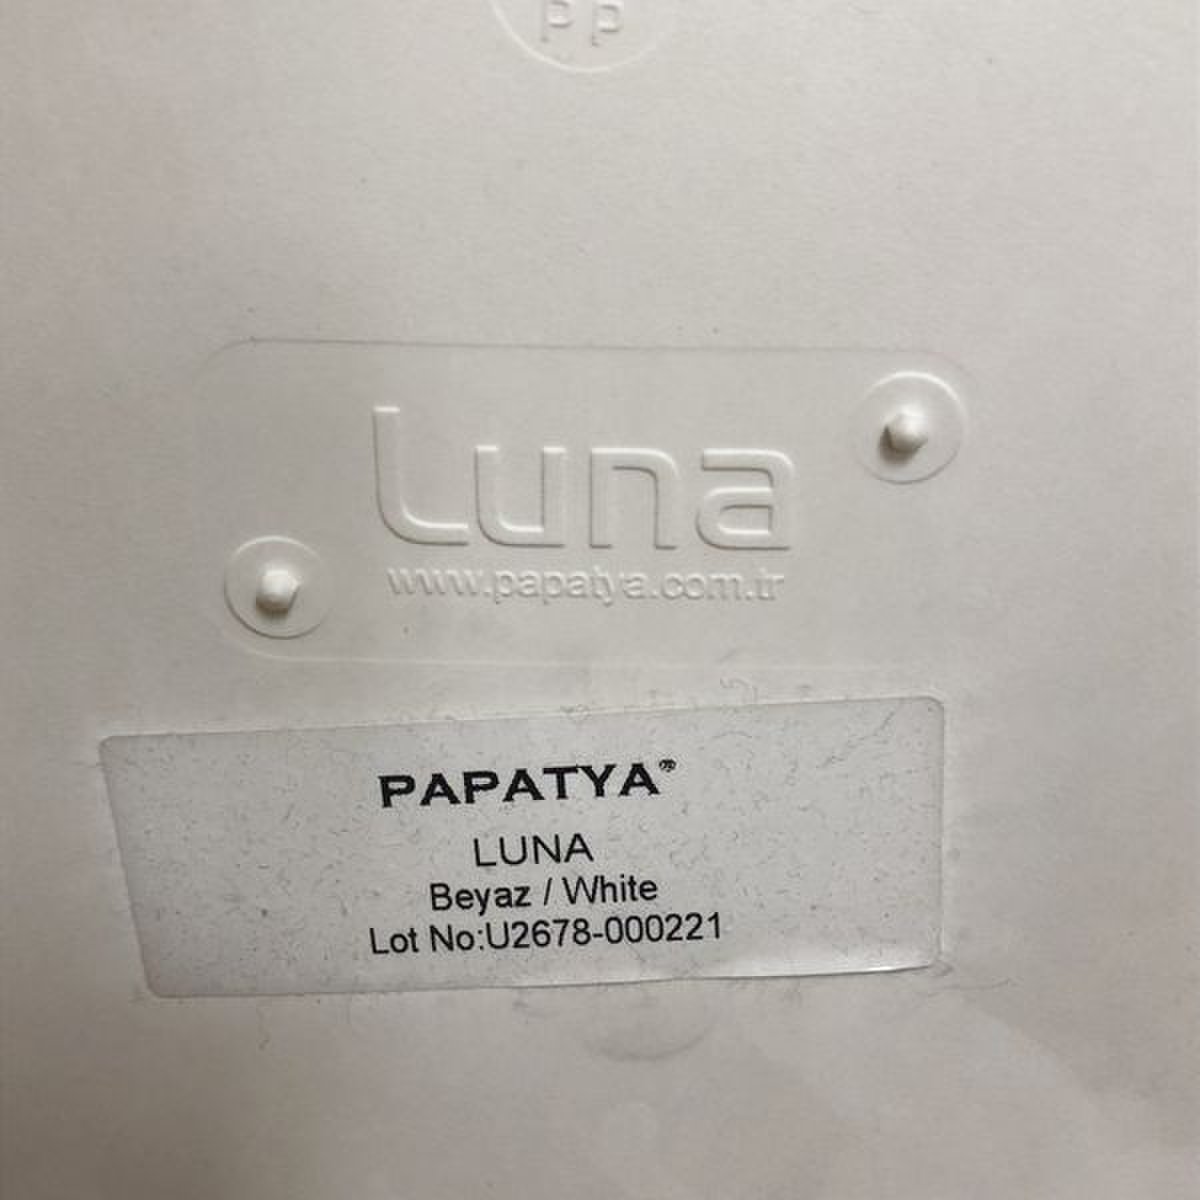 PP
Luna
www.papatya.com.tr
PAPATYA®
LUNA
Beyaz / White
Lot No:U2678-000221